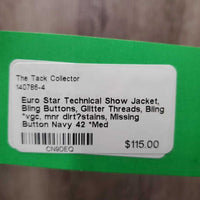 The Tack Collector
140786-4
Euro Star Technical Show Jacket,
Bling Buttons, Glitter Threads, Bling
*vgc, mnr dirt?stains, Missing
Button Navy 42 *Med
$115.00
CN9DEQ